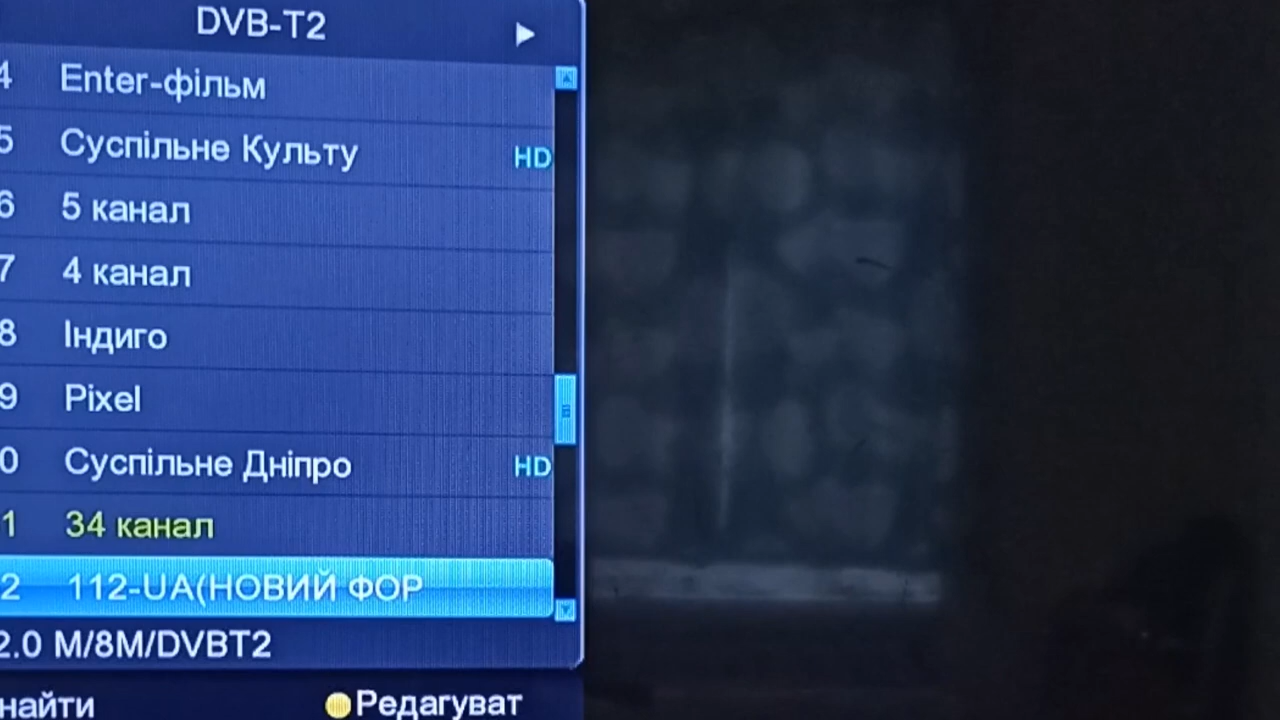 DVB-T2
4 Enter-фільм
5 Суспільне Культу HD
6 5 канал
7 4 канал
8 Індиго
9 Pixel
0 Суспільне Дніпро HD
1 34 канал
2 112-UA(НОВИЙ ФОР
2.0 M/8M/DVBT2
найти Редагуват